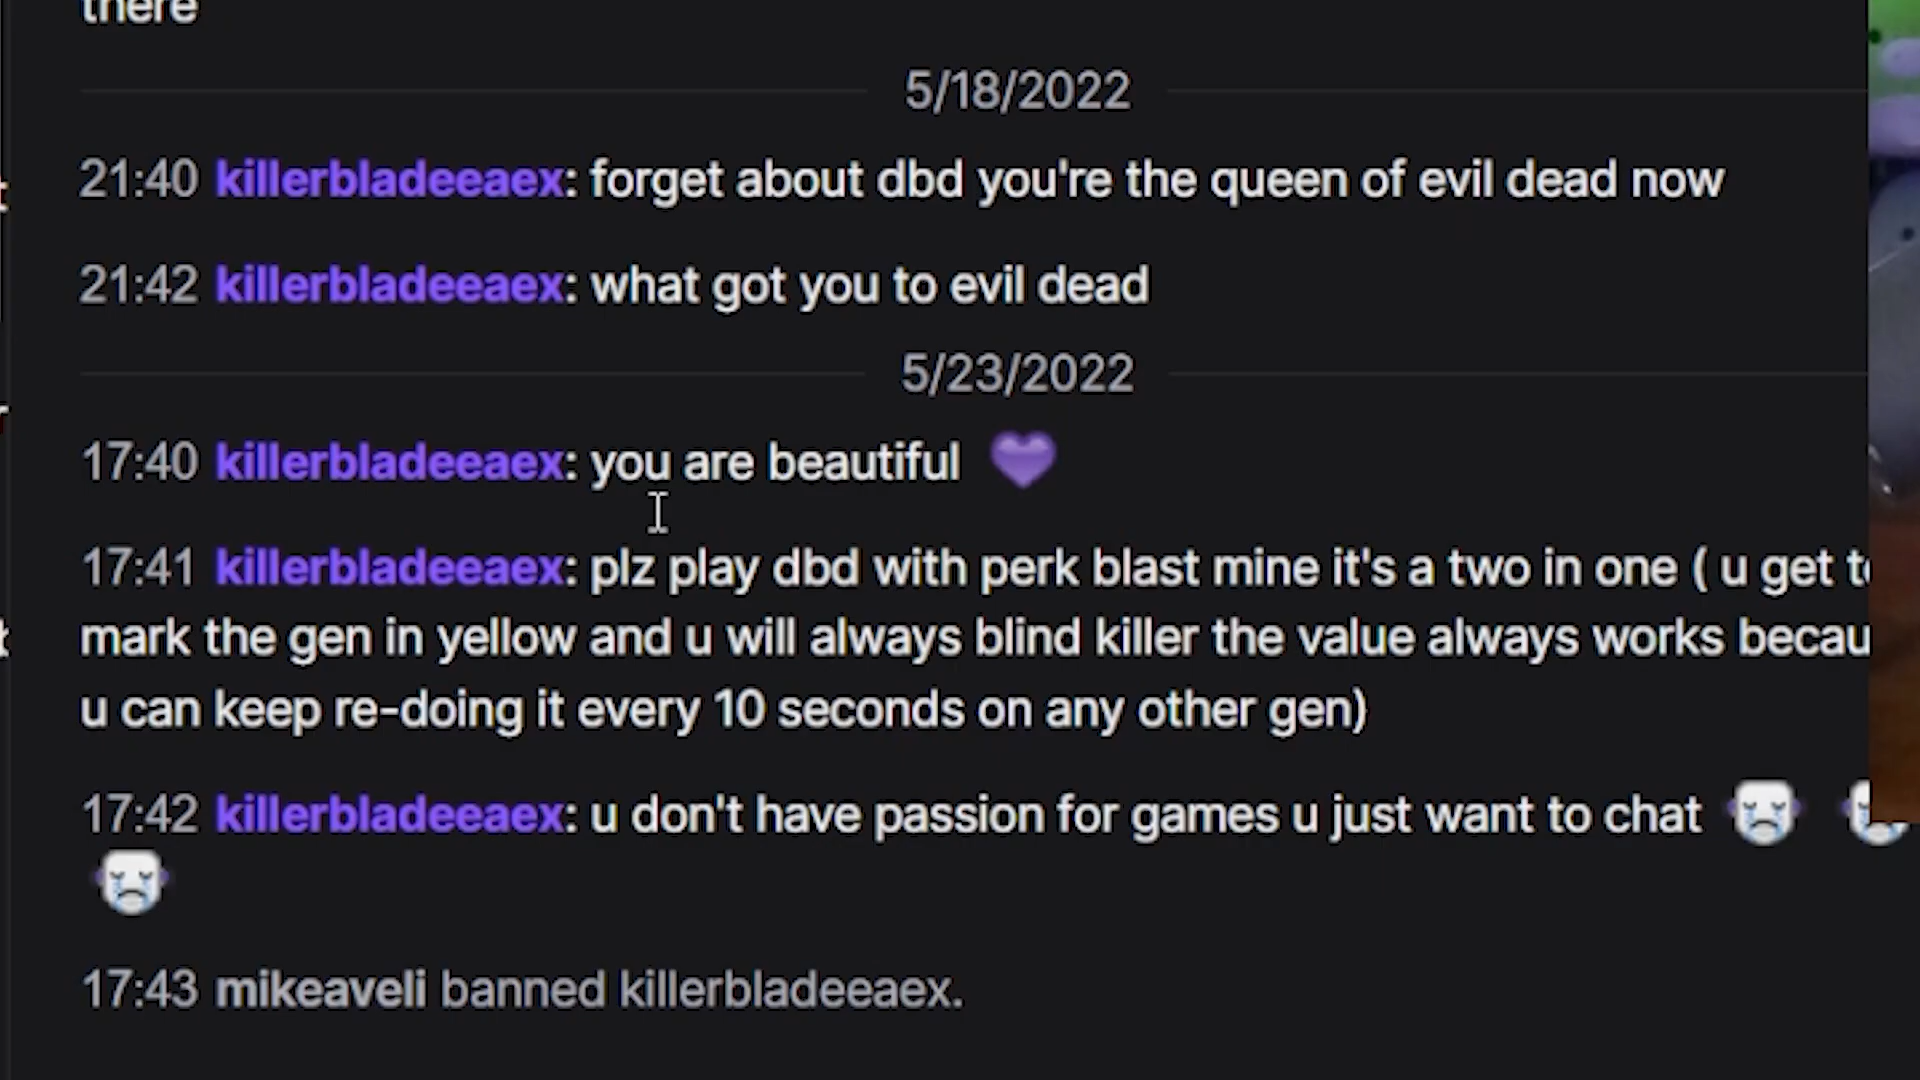 there
5/18/2022
21:40 killerbladeeaex: forget about dbd you're the queen of evil dead now
21:42 killerbladeeaex: what got you to evil dead
5/23/2022
17:40 killerbladeeaex: you are beautiful 💜
17:41 killerbladeeaex: plz play dbd with perk blast mine it's a two in one ( u get
mark the gen in yellow and u will always blind killer the value always works
u can keep re-doing it every 10 seconds on any other gen)
17:42 killerbladeeaex: u don't have passion for games u just want to chat
17:43 mikeaveli banned killerbladeeaex.